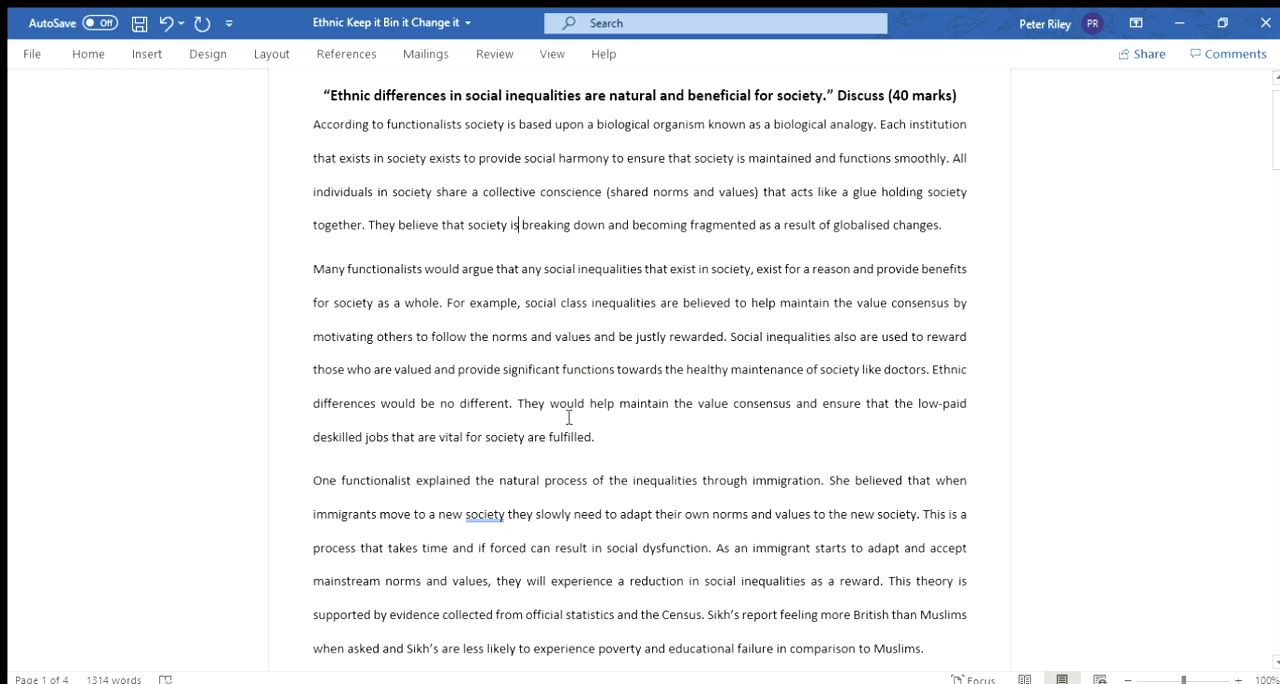 AutoSave Off Ethnic Keep it Bin it Change it Search Peter Riley PR
File Home Insert Design Layout References Mailings Review View Help Share Comments
“Ethnic differences in social inequalities are natural and beneficial for society.” Discuss (40 marks)
According to functionalists society is based upon a biological organism known as a biological analogy. Each institution
that exists in society exists to provide social harmony to ensure that society is maintained and functions smoothly. All
individuals in society share a collective conscience (shared norms and values) that acts like a glue holding society
together. They believe that society is breaking down and becoming fragmented as a result of globalised changes.
Many functionalists would argue that any social inequalities that exist in society, exist for a reason and provide benefits
for society as a whole. For example, social class inequalities are believed to help maintain the value consensus by
motivating others to follow the norms and values and be justly rewarded. Social inequalities also are used to reward
those who are valued and provide significant functions towards the healthy maintenance of society like doctors. Ethnic
differences would be no different. They would help maintain the value consensus and ensure that the low-paid
deskilled jobs that are vital for society are fulfilled.
One functionalist explained the natural process of the inequalities through immigration. She believed that when
immigrants move to a new society they slowly need to adapt their own norms and values to the new society. This is a
process that takes time and if forced can result in social dysfunction. As an immigrant starts to adapt and accept
mainstream norms and values, they will experience a reduction in social inequalities as a reward. This theory is
supported by evidence collected from official statistics and the Census. Sikh’s report feeling more British than Muslims
when asked and Sikh’s are less likely to experience poverty and educational failure in comparison to Muslims.
Page 1 of 4 1314 words Focus 100%